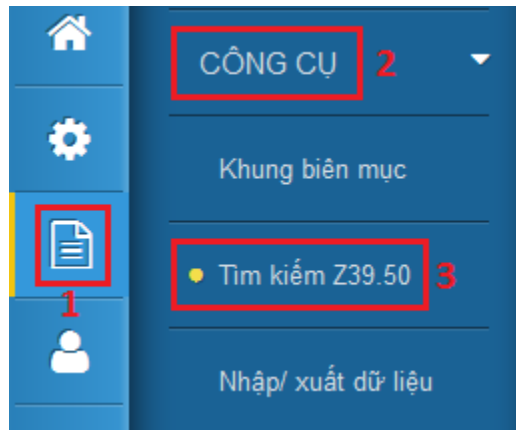 CÔNG CỤ 2
Khung biên mục
1
Tìm kiếm Z39.50 3
Nhập/ xuất dữ liệu